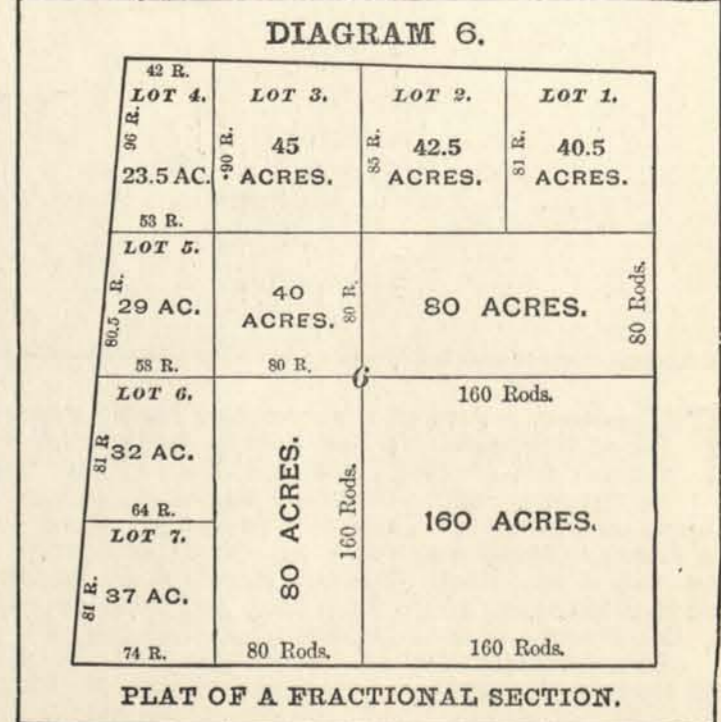 DIAGRAM 6.
42 R.
LOT 4.
96 R.
23.5 AC.
53 R.
LOT 3.
90 R.
45
ACRES.
LOT 2.
85 R.
42.5
ACRES.
LOT 1.
81 R.
40.5
ACRES.
LOT 5.
80.5 R.
29 AC.
58 R.
40
ACRES.
80 R.
80 R.
80 ACRES.
80 Rods.
6
160 Rods.
LOT 6.
81 R
32 AC.
64 R.
LOT 7.
81 R.
37 AC.
74 R.
80 ACRES.
160 Rods.
80 Rods.
160 ACRES.
160 Rods.
PLAT OF A FRACTIONAL SECTION.